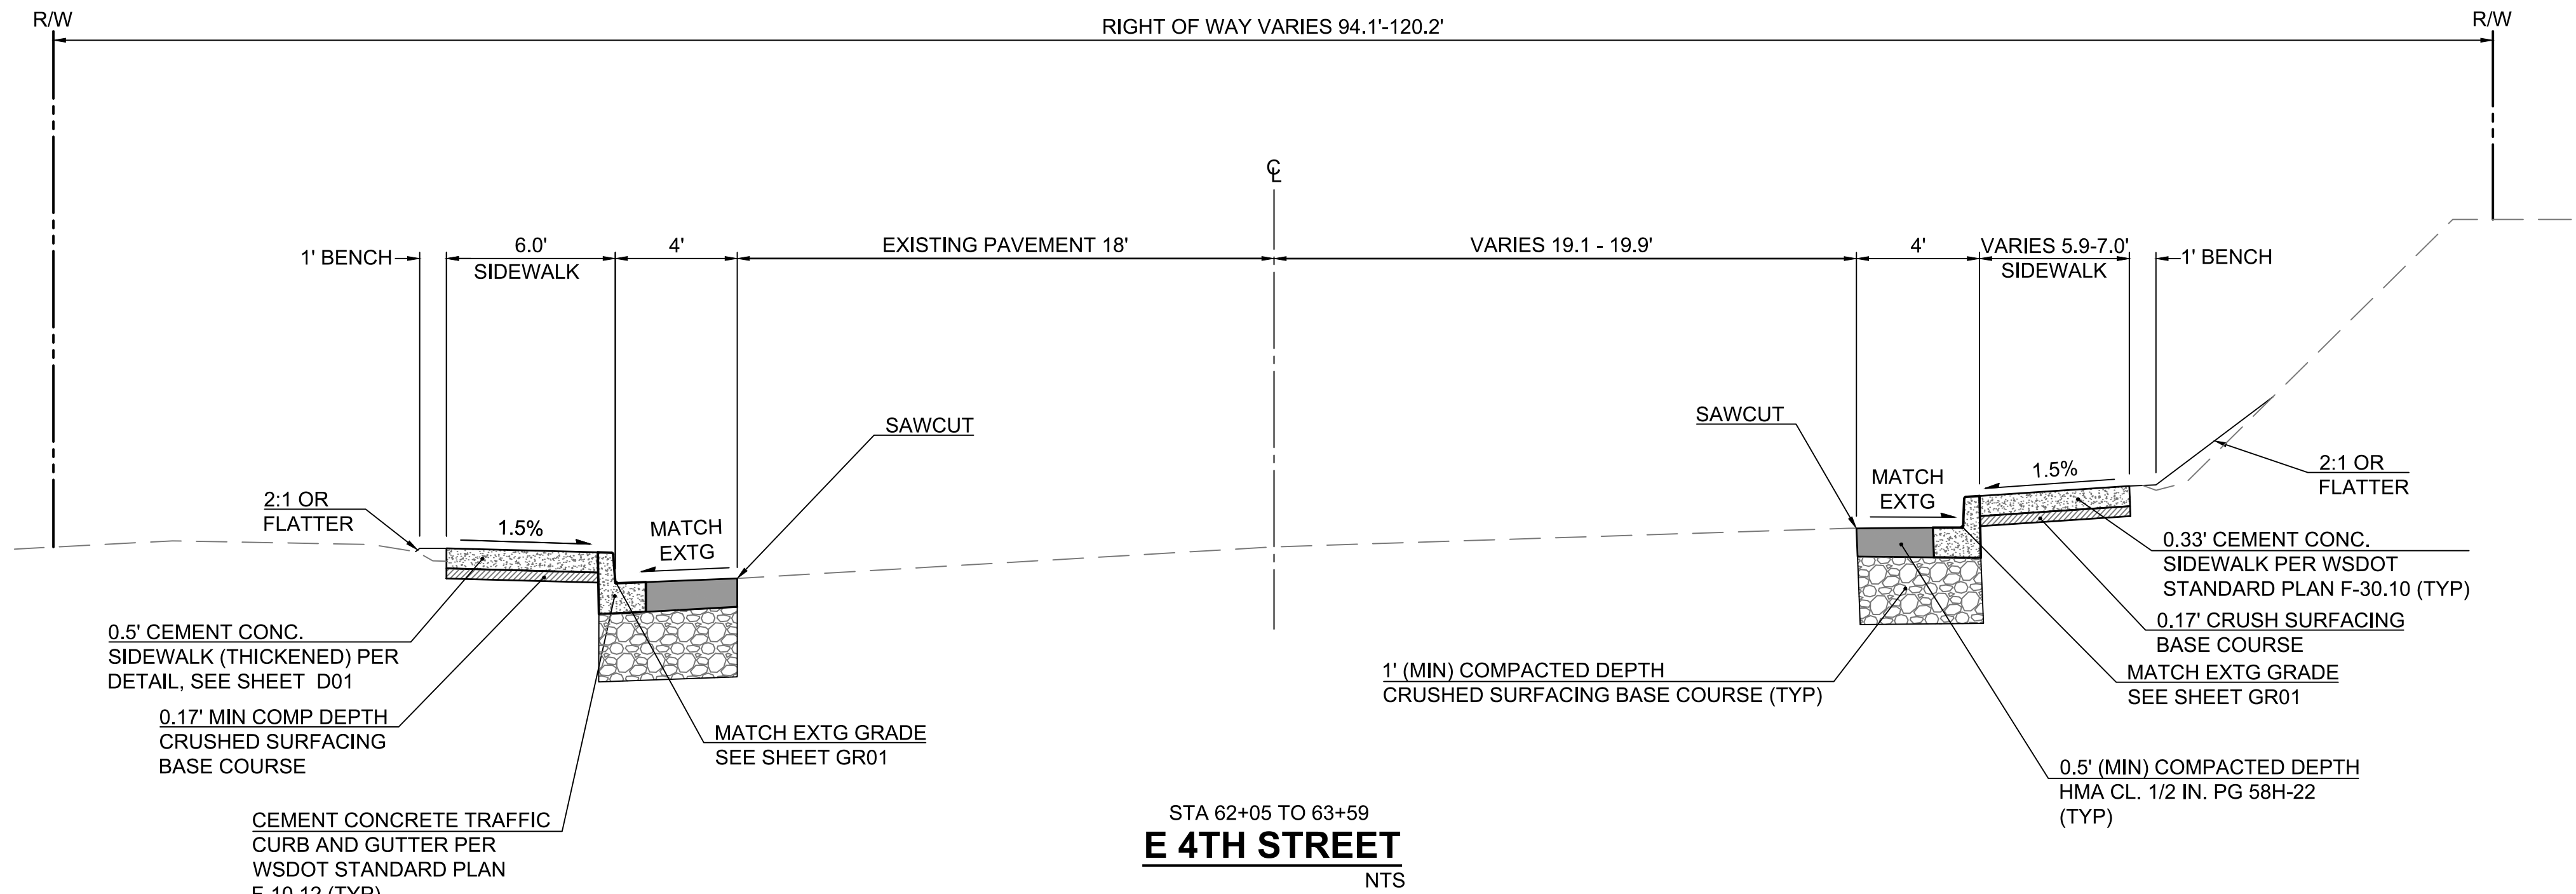 R/W
RIGHT OF WAY VARIES 94.1'-120.2'
R/W
℄
1' BENCH
6.0'
SIDEWALK
4'
EXISTING PAVEMENT 18'
VARIES 19.1 - 19.9'
4'
VARIES 5.9-7.0'
SIDEWALK
1' BENCH
SAWCUT
SAWCUT
2:1 OR
FLATTER
1.5%
MATCH
EXTG
MATCH
EXTG
1.5%
2:1 OR
FLATTER
0.5' CEMENT CONC.
SIDEWALK (THICKENED) PER
DETAIL, SEE SHEET D01
0.17' MIN COMP DEPTH
CRUSHED SURFACING
BASE COURSE
CEMENT CONCRETE TRAFFIC
CURB AND GUTTER PER
WSDOT STANDARD PLAN
F-10.12 (TYP)
MATCH EXTG GRADE
SEE SHEET GR01
1' (MIN) COMPACTED DEPTH
CRUSHED SURFACING BASE COURSE (TYP)
0.33' CEMENT CONC.
SIDEWALK PER WSDOT
STANDARD PLAN F-30.10 (TYP)
0.17' CRUSH SURFACING
BASE COURSE
MATCH EXTG GRADE
SEE SHEET GR01
0.5' (MIN) COMPACTED DEPTH
HMA CL. 1/2 IN. PG 58H-22
(TYP)
STA 62+05 TO 63+59
E 4TH STREET
NTS